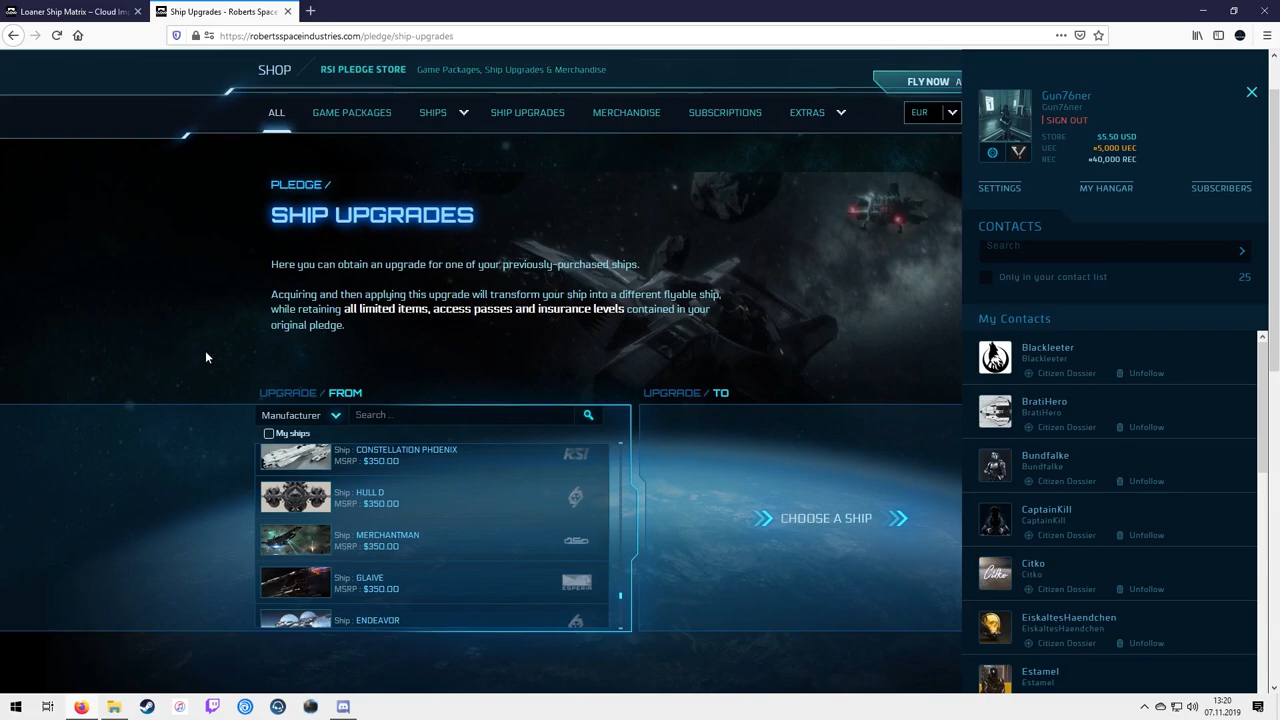 Loaner Ship Matrix – Cloud Im
Ship Upgrades - Roberts Space
https://robertsspaceindustries.com/pledge/ship-upgrades
SHOP
RSI PLEDGE STORE
Game Packages, Ship Upgrades & Merchandise
FLY NOW A
ALL
GAME PACKAGES
SHIPS
SHIP UPGRADES
MERCHANDISE
SUBSCRIPTIONS
EXTRAS
EUR
PLEDGE /
SHIP UPGRADES
Here you can obtain an upgrade for one of your previously-purchased ships.
Acquiring and then applying this upgrade will transform your ship into a different flyable ship,
while retaining all limited items, access passes and insurance levels contained in your
original pledge.
UPGRADE / FROM
Manufacturer
Search ...
My ships
Ship : CONSTELLATION PHOENIX
MSRP : $350.00
RSI
Ship : HULL D
MSRP : $350.00
Ship : MERCHANTMAN
MSRP : $350.00
Ship : GLAIVE
MSRP : $350.00
ESPERIA
Ship : ENDEAVOR
UPGRADE / TO
CHOOSE A SHIP
Gun76ner
Gun76ner
SIGN OUT
STORE $5.50 USD
UEC ¤5,000 UEC
REC ¤40,000 REC
SETTINGS
MY HANGAR
SUBSCRIBERS
CONTACTS
Search
Only in your contact list
25
My Contacts
Blackleeter
Blackleeter
Citizen Dossier
Unfollow
BratiHero
BratiHero
Citizen Dossier
Unfollow
Bundfalke
Bundfalke
Citizen Dossier
Unfollow
CaptainKill
CaptainKill
Citizen Dossier
Unfollow
Citko
Citko
Citizen Dossier
Unfollow
EiskaltesHaendchen
EiskaltesHaendchen
Citizen Dossier
Unfollow
Estamel
Estamel
13:20
07.11.2019